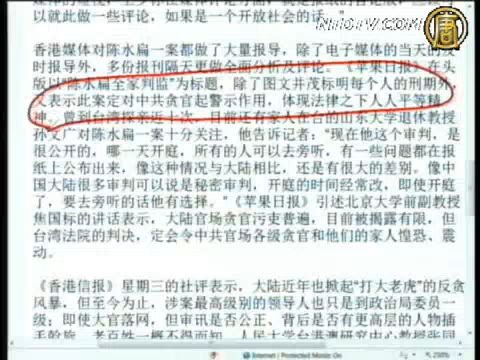 NTDTV.COM
以就此做一些评论，如果是一个开放社会的话。”
香港媒体对陈水扁一案都做了大量报导，除了电子媒体的当天的及
时报导外，多份报刊隔天更做全面分析及评论。《苹果日报》在头
版以“陈水扁全家判监”为标题，除了图文并茂标明每个人的刑期外，
又表示此案定对中共贪官起警示作用，体现法律之下人人平等精
神。曾到台湾探亲近十次，目前还有家人在台的山东大学退休教授
孙文广对陈水扁一案十分关注，他告诉记者：“现在他这个审判，是
很公开的，哪一天开庭，所有的人可以去旁听，有一些问题都在报
纸上公布出来，像这种情况与大陆相比，还是有很大的差别。像中
国大陆很多审判可以说是秘密审判，开庭的时间经常改，即使开庭
了，要去旁听的话他有选择。”《苹果日报》引述北京大学前副教授
焦国标的讲话表示，大陆官场贪官污吏普遍，目前被揭露有限，但
台湾法院的判决，定会令中共官场各级贪官和他们的家人惶恐、震
动。
《香港信报》星期三的社评表示，大陆近年也掀起“打大老虎”的反贪
风暴，但至今为止，涉案最高级别的领导人也只是到政治局委员一
级；即使大官落网，但审讯是否公正、背后是否有更高层的人物插
Internet | Protected Mode: On
250%